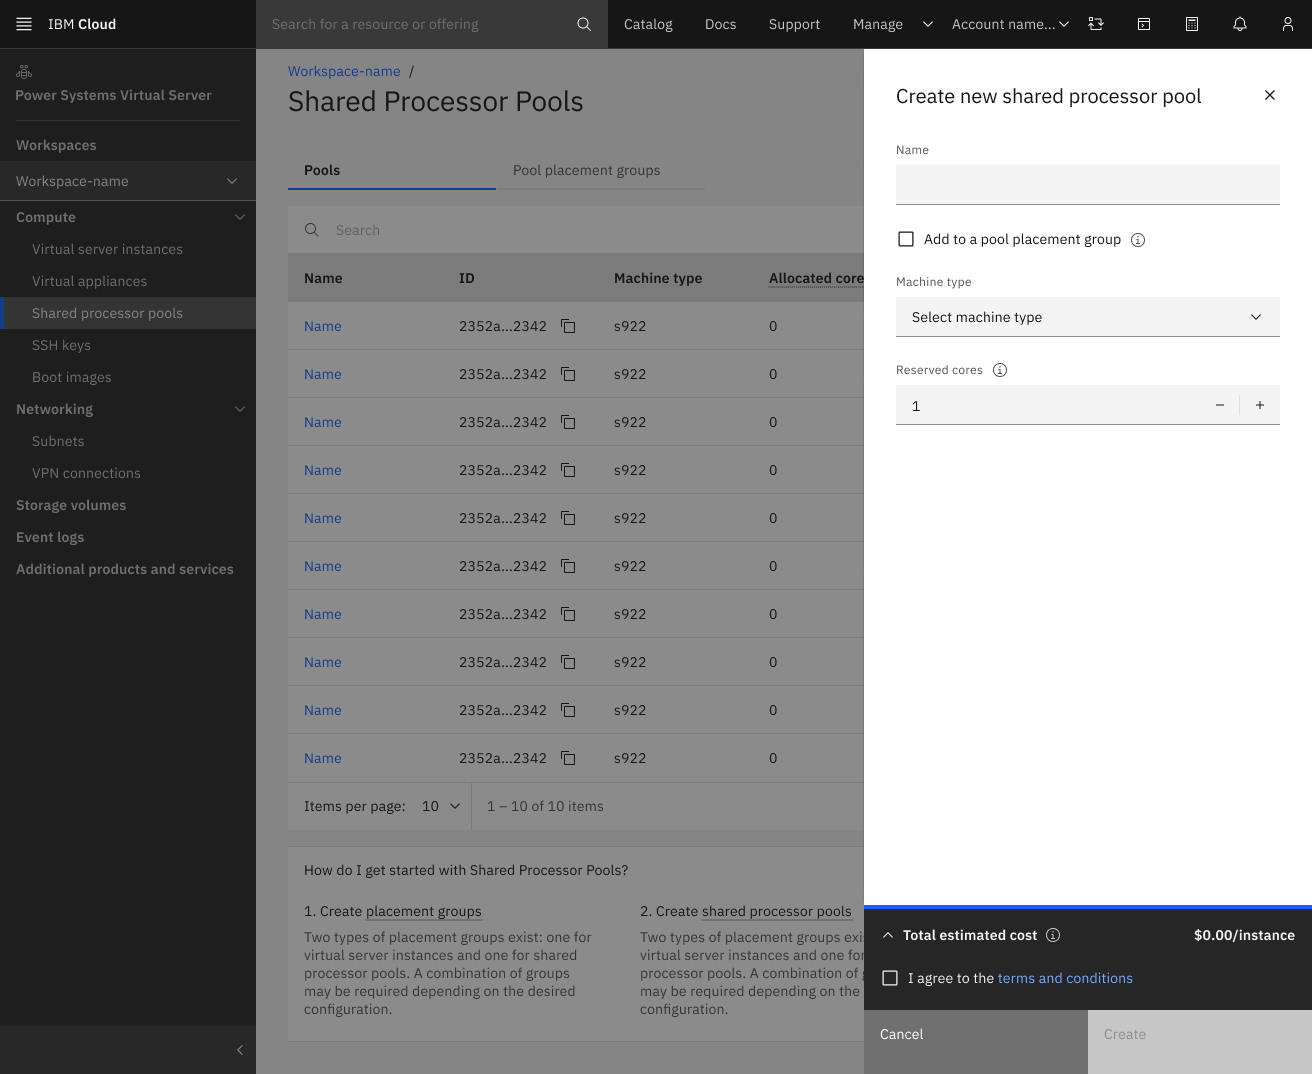 IBM Cloud
Search for a resource or offering
Catalog
Docs
Support
Manage
Account name...
Power Systems Virtual Server
Workspaces
Workspace-name
Compute
Virtual server instances
Virtual appliances
Shared processor pools
SSH keys
Boot images
Networking
Subnets
VPN connections
Storage volumes
Event logs
Additional products and services
Workspace-name /
Shared Processor Pools
Pools
Pool placement groups
Search
Name ID Machine type Allocated core
Name 2352a...2342 s922 0
Name 2352a...2342 s922 0
Name 2352a...2342 s922 0
Name 2352a...2342 s922 0
Name 2352a...2342 s922 0
Name 2352a...2342 s922 0
Name 2352a...2342 s922 0
Name 2352a...2342 s922 0
Name 2352a...2342 s922 0
Name 2352a...2342 s922 0
Items per page: 10 1 – 10 of 10 items
How do I get started with Shared Processor Pools?
1. Create placement groups
Two types of placement groups exist: one for
virtual server instances and one for shared
processor pools. A combination of groups
may be required depending on the desired
configuration.
2. Create shared processor pools
Two types of placement groups exi
virtual server instances and one for
processor pools. A combination of
may be required depending on the
configuration.
Create new shared processor pool
Name
Add to a pool placement group
Machine type
Select machine type
Reserved cores
1
Total estimated cost
$0.00/instance
I agree to the terms and conditions
Cancel
Create